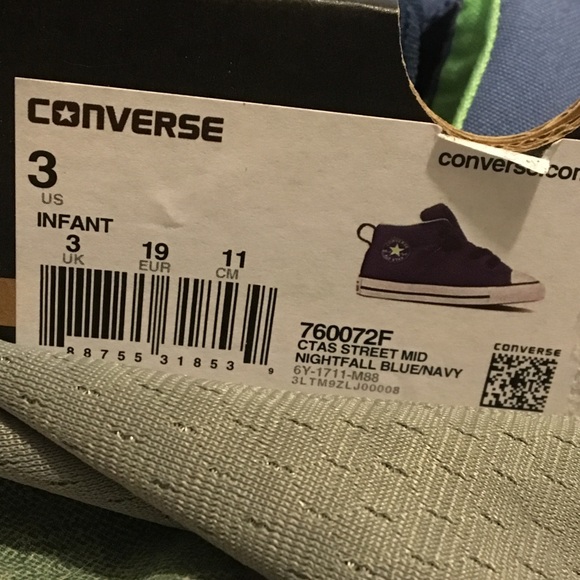 CONVERSE
converse.com
3
US
INFANT
3 19 11
UK EUR CM
88755 31853 9
760072F
CTAS STREET MID
NIGHTFALL BLUE/NAVY
6Y-1711-M88
3LTM9ZLJ00008
CONVERSE